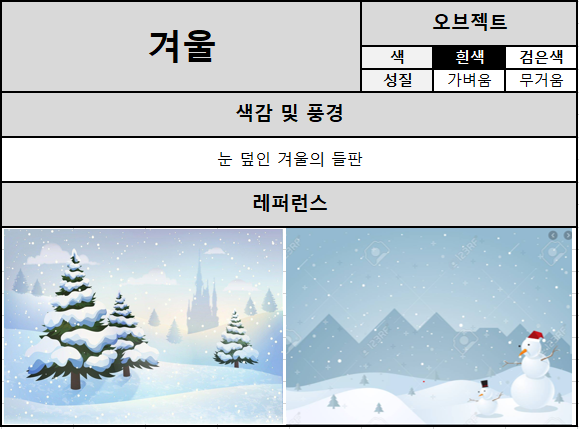 겨울
오브젝트
색 흰색 검은색
성질 가벼움 무거움
색감 및 풍경
눈 덮인 겨울의 들판
레퍼런스
123RF